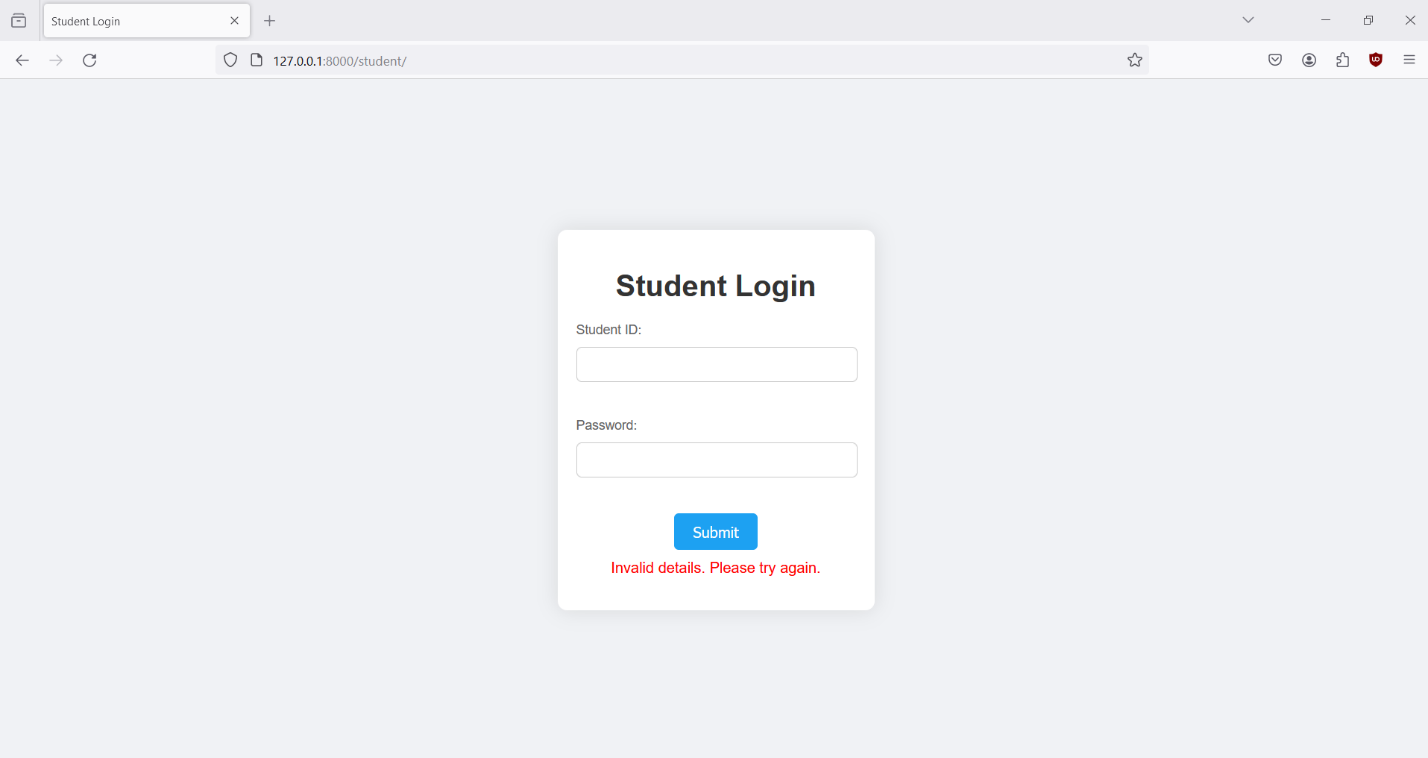 Student Login
127.0.0.1:8000/student/
Student Login
Student ID:
Password:
Submit
Invalid details. Please try again.